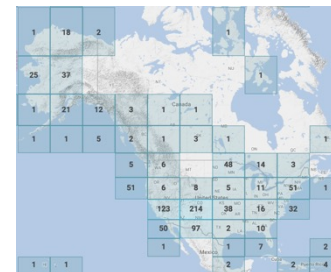 1 18 2 1
25 37 1
1 21 12 3 1 1
Canada
1 1 5 2 1 3 1
5 6 48 14 3
51 6 8 5 11 51 1
United States
123 214 38 16 32
50 97 2 10
1 1 7 2
Mexico
1 1 2 2 4